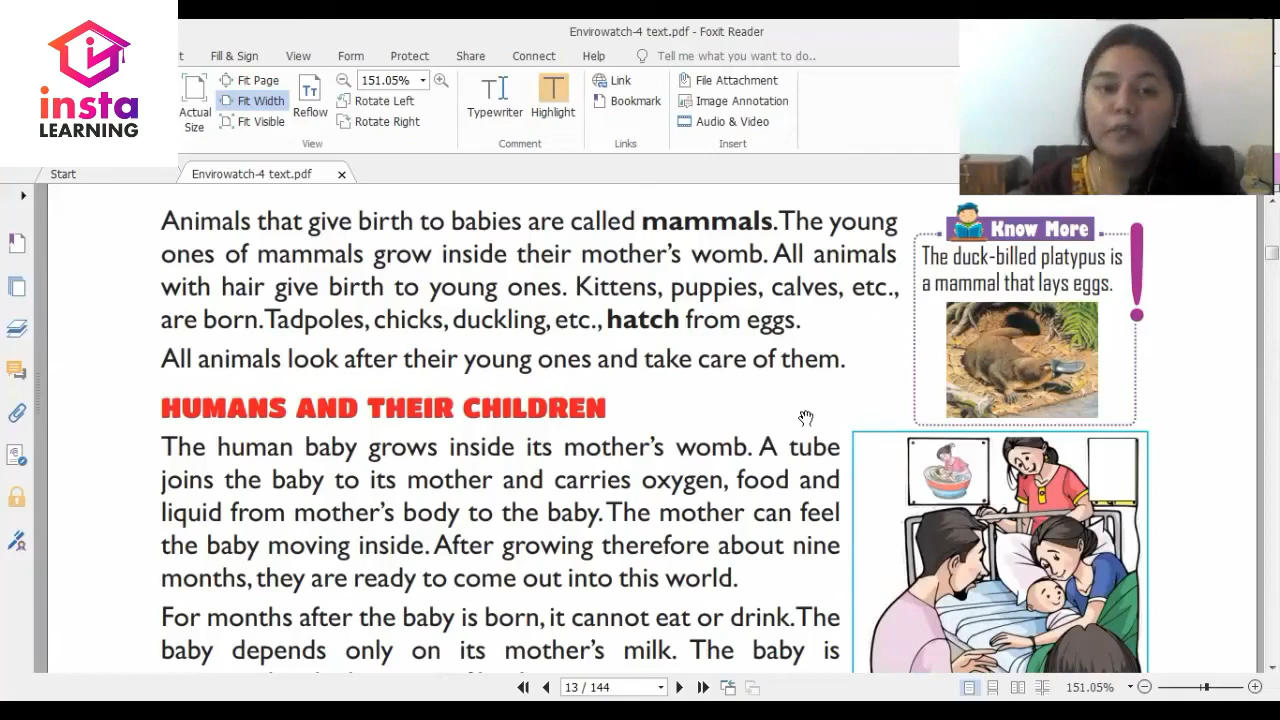 insta
LEARNING
Envirowatch-4 text.pdf - Foxit Reader
t Fill & Sign View Form Protect Share Connect Help Tell me what you want to do..
Actual Size
Fit Page
Fit Width
Fit Visible
Reflow
151.05%
Rotate Left
Rotate Right
View
Typewriter
Highlight
Comment
Link
Bookmark
Links
File Attachment
Image Annotation
Audio & Video
Insert
Start
Envirowatch-4 text.pdf
Animals that give birth to babies are called mammals. The young
ones of mammals grow inside their mother's womb. All animals
with hair give birth to young ones. Kittens, puppies, calves, etc.,
are born. Tadpoles, chicks, duckling, etc., hatch from eggs.
All animals look after their young ones and take care of them.
Know More
The duck-billed platypus is
a mammal that lays eggs.
HUMANS AND THEIR CHILDREN
The human baby grows inside its mother's womb. A tube
joins the baby to its mother and carries oxygen, food and
liquid from mother's body to the baby. The mother can feel
the baby moving inside. After growing therefore about nine
months, they are ready to come out into this world.
For months after the baby is born, it cannot eat or drink. The
baby depends only on its mother's milk. The baby is
13 / 144
151.05%